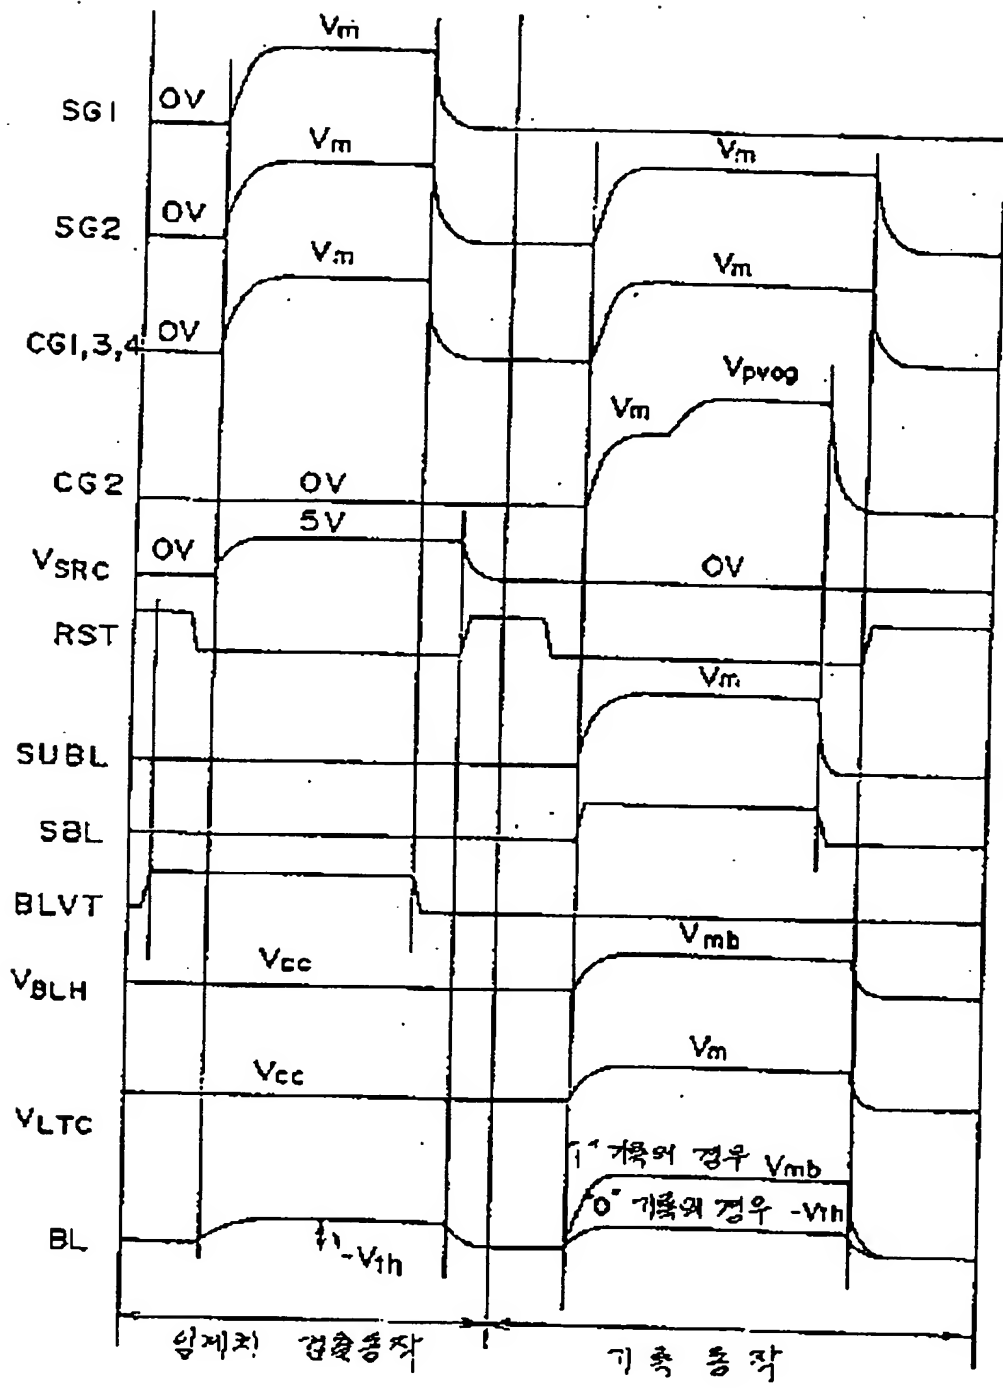 Vm
SG1 0V
Vm Vm
SG2 0V
Vm Vm
CG1,3,4 0V
Vprog
Vm
CG2 0V
5V
VSRC 0V 0V
RST
Vm
SUBL
SBL
BLVT
Vmb
VBLH Vcc
Vm
Vcc
VLTC
"1" 기록의 경우 Vmb
"0" 기록의 경우 -Vth
BL -Vth
임계치 검출동작 기록 동작